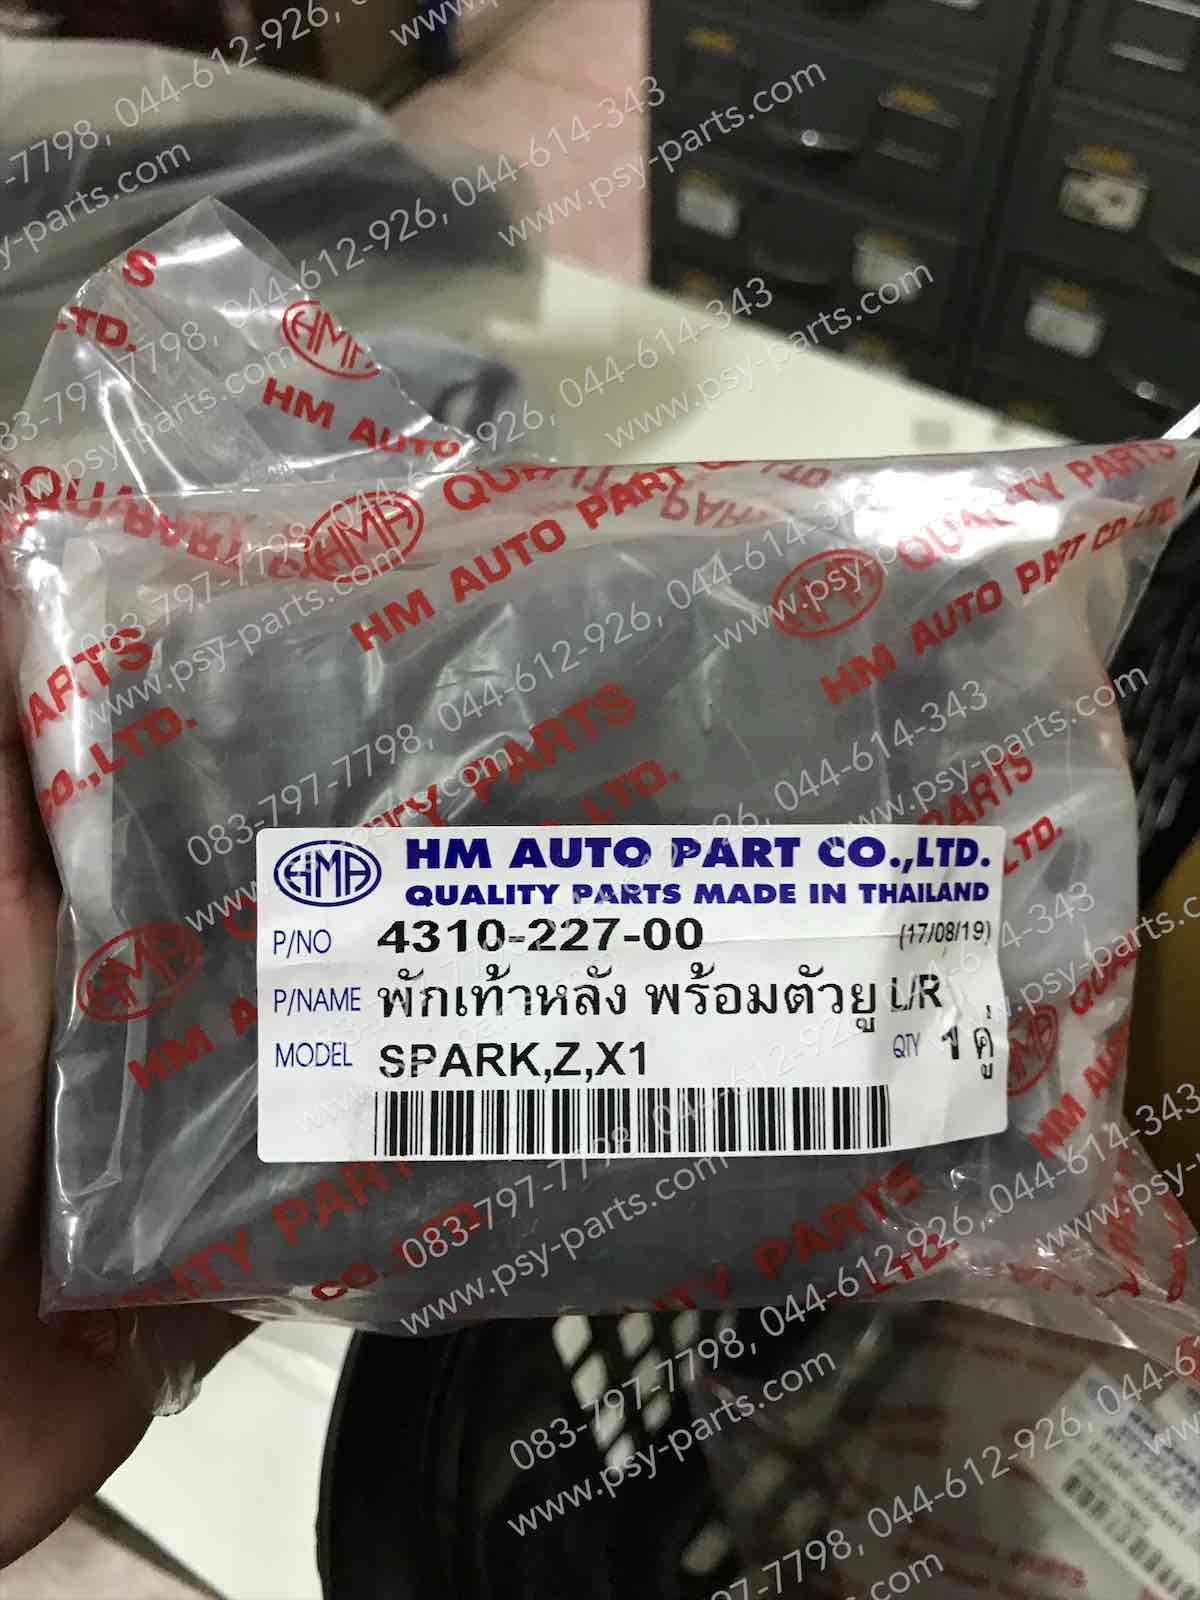 083-797-7798, 044-612-926, 044-614-343
www.psy-parts.com
HMA
HM AUTO PART CO.,LTD.
QUALITY PARTS
HMA HM AUTO PART CO.,LTD.
QUALITY PARTS MADE IN THAILAND
P/NO 4310-227-00 (17/08/19)
P/NAME พักเท้าหลัง พร้อมตัวยู L/R
MODEL SPARK,Z,X1 QTY 1 คู่